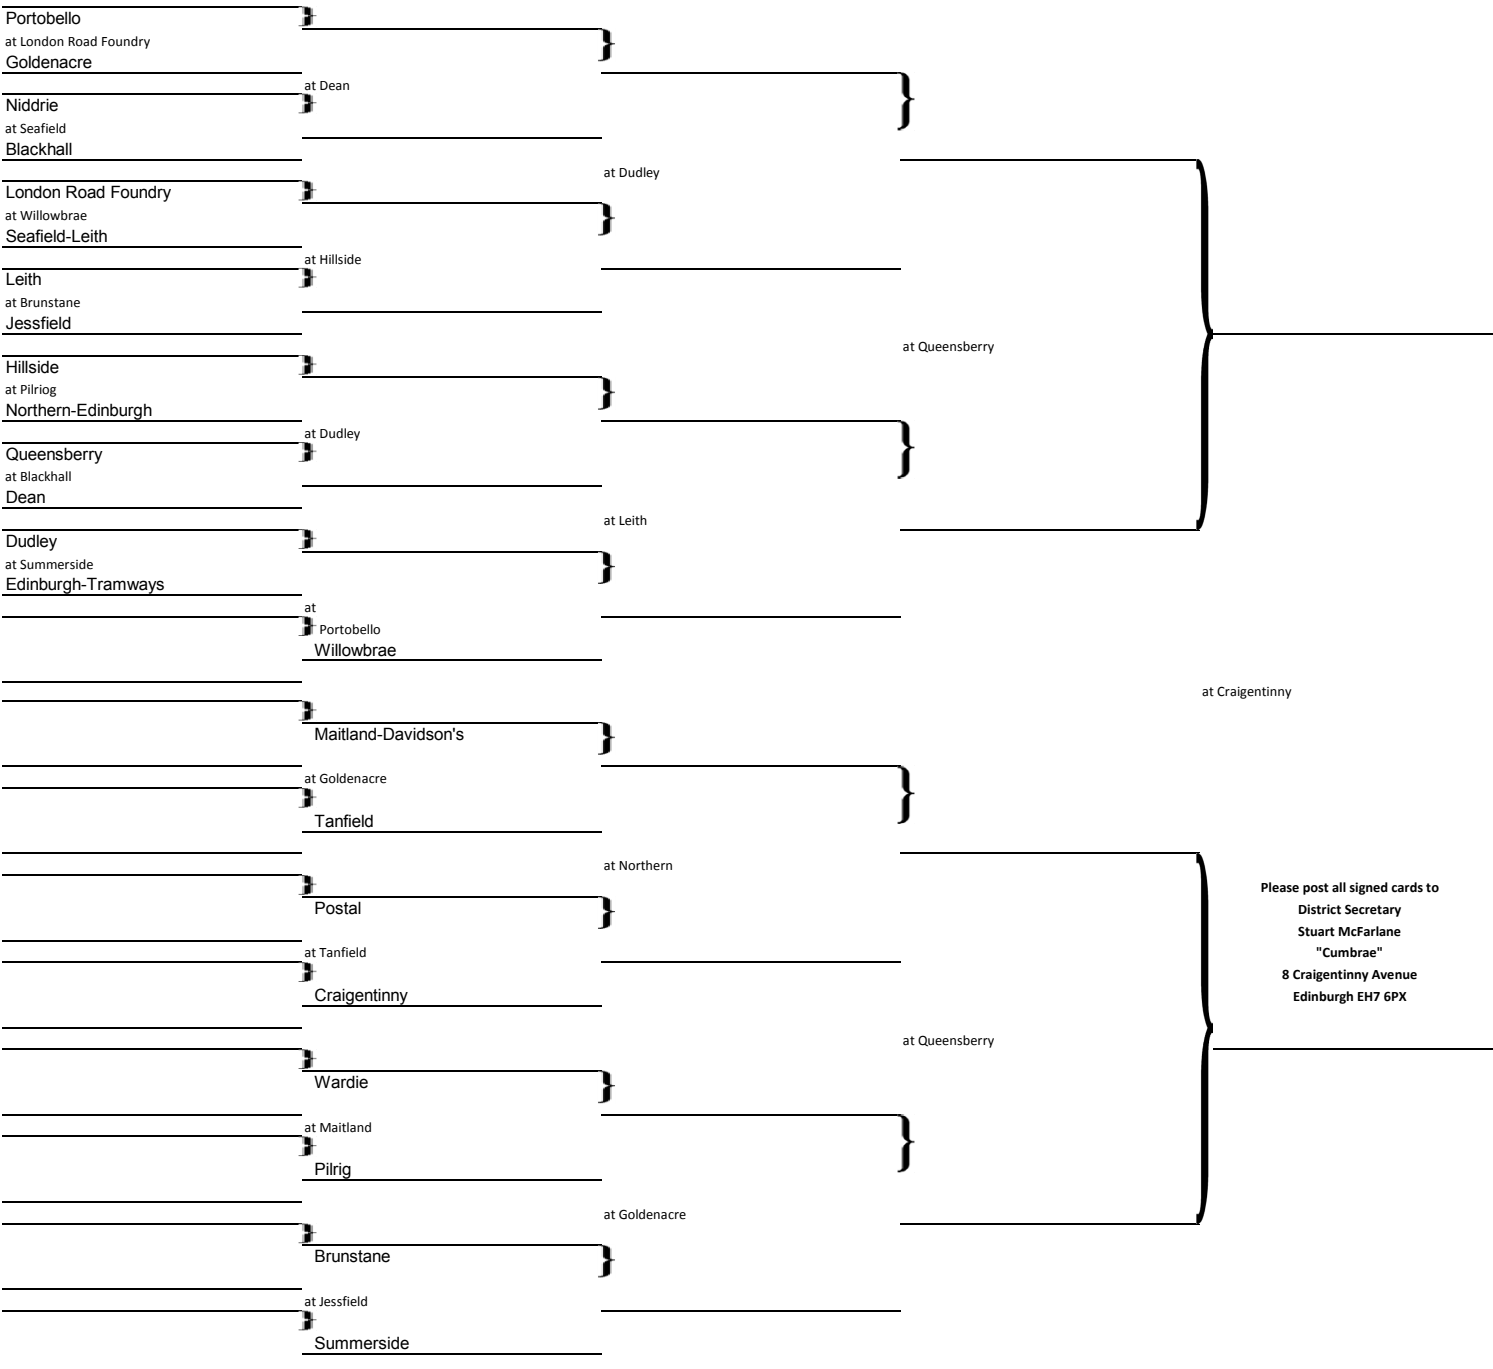 Portobello
at London Road Foundry
Goldenacre
at Dean
Niddrie
at Seafield
Blackhall
at Dudley
London Road Foundry
at Willowbrae
Seafield-Leith
at Hillside
Leith
at Brunstane
Jessfield
at Queensberry
Hillside
at Pilriog
Northern-Edinburgh
at Dudley
Queensberry
at Blackhall
Dean
at Leith
Dudley
at Summerside
Edinburgh-Tramways
at
Portobello
Willowbrae
at Craigentinny
Maitland-Davidson's
at Goldenacre
Tanfield
at Northern
Postal
at Tanfield
Craigentinny
Please post all signed cards to
District Secretary
Stuart McFarlane
"Cumbrae"
8 Craigentinny Avenue
Edinburgh EH7 6PX
at Queensberry
Wardie
at Maitland
Pilrig
at Goldenacre
Brunstane
at Jessfield
Summerside